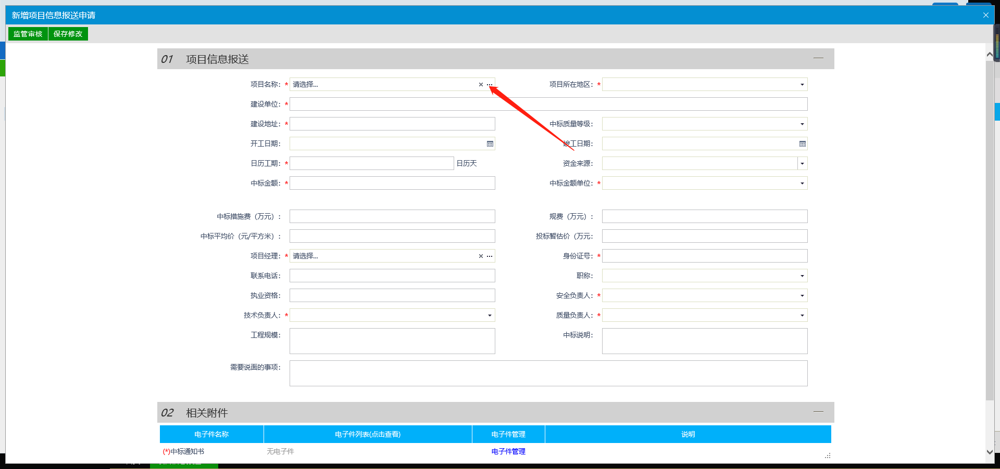 新增项目信息报送申请
监管审核 保存修改
01 项目信息报送
项目名称: * 请选择... 项目所在地区: *
建设单位: *
建设地址: * 中标质量等级:
开工日期: 竣工日期:
日历工期: * 日历天 资金来源:
中标金额: * 中标金额单位: *
中标措施费（万元）: 规费（万元）:
中标平均价（元/平方米）: 投标暂估价（万元:
项目经理: * 请选择... 身份证号: *
联系电话: 职称:
执业资格: 安全负责人: *
技术负责人: * 质量负责人: *
工程规模: 中标说明:
需要说面的事项:
02 相关附件
电子件名称 电子件列表(点击查看) 电子件管理 说明
(*)中标通知书 无电子件 电子件管理